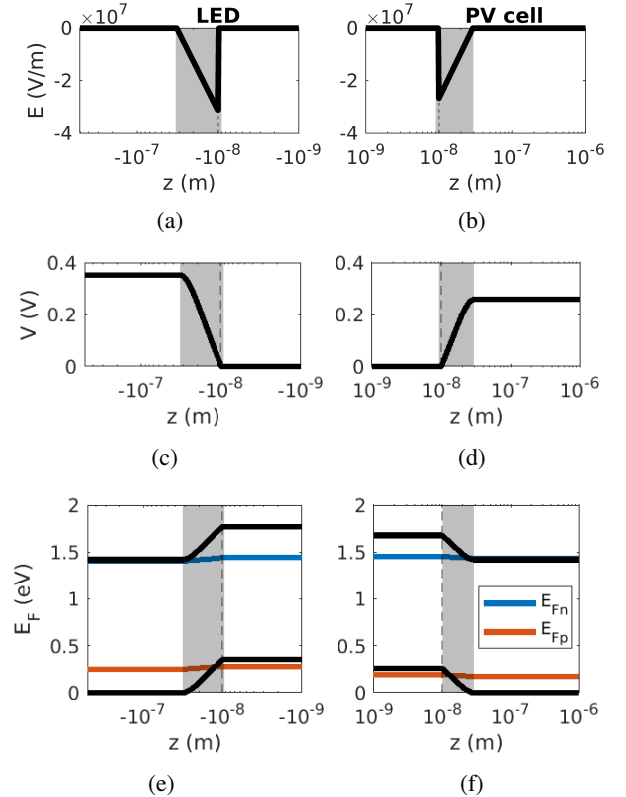 ×10⁷ LED
0
-2
-4
E (V/m)
-10⁻⁷ -10⁻⁸ -10⁻⁹
z (m)
(a)
×10⁷ PV cell
0
-2
-4
10⁻⁹ 10⁻⁸ 10⁻⁷ 10⁻⁶
z (m)
(b)
0.4
0.2
0
V (V)
-10⁻⁷ -10⁻⁸ -10⁻⁹
z (m)
(c)
0.4
0.2
0
10⁻⁹ 10⁻⁸ 10⁻⁷ 10⁻⁶
z (m)
(d)
2
1.5
1
0.5
0
E_F (eV)
-10⁻⁷ -10⁻⁸ -10⁻⁹
z (m)
(e)
2
1.5
1
0.5
0
E_Fn
E_Fp
10⁻⁹ 10⁻⁸ 10⁻⁷ 10⁻⁶
z (m)
(f)